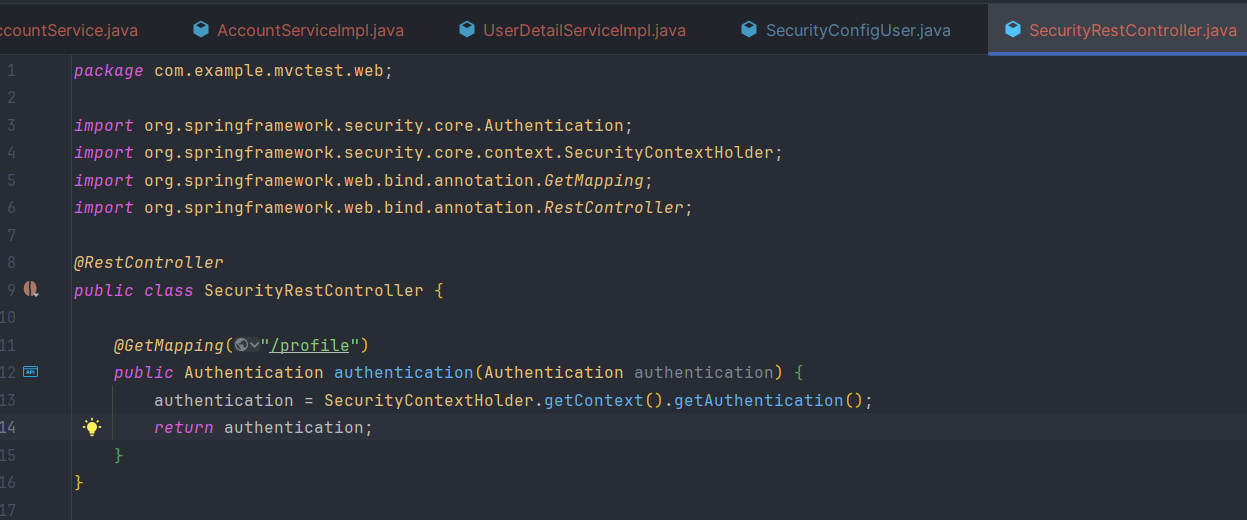 ccountService.java AccountServiceImpl.java UserDetailServiceImpl.java SecurityConfigUser.java SecurityRestController.java
1 package com.example.mvctest.web;
2
3 import org.springframework.security.core.Authentication;
4 import org.springframework.security.core.context.SecurityContextHolder;
5 import org.springframework.web.bind.annotation.GetMapping;
6 import org.springframework.web.bind.annotation.RestController;
7
8 @RestController
9 public class SecurityRestController {
10
11 @GetMapping("/profile")
12 public Authentication authentication(Authentication authentication) {
13 authentication = SecurityContextHolder.getContext().getAuthentication();
14 return authentication;
15 }
16 }
17